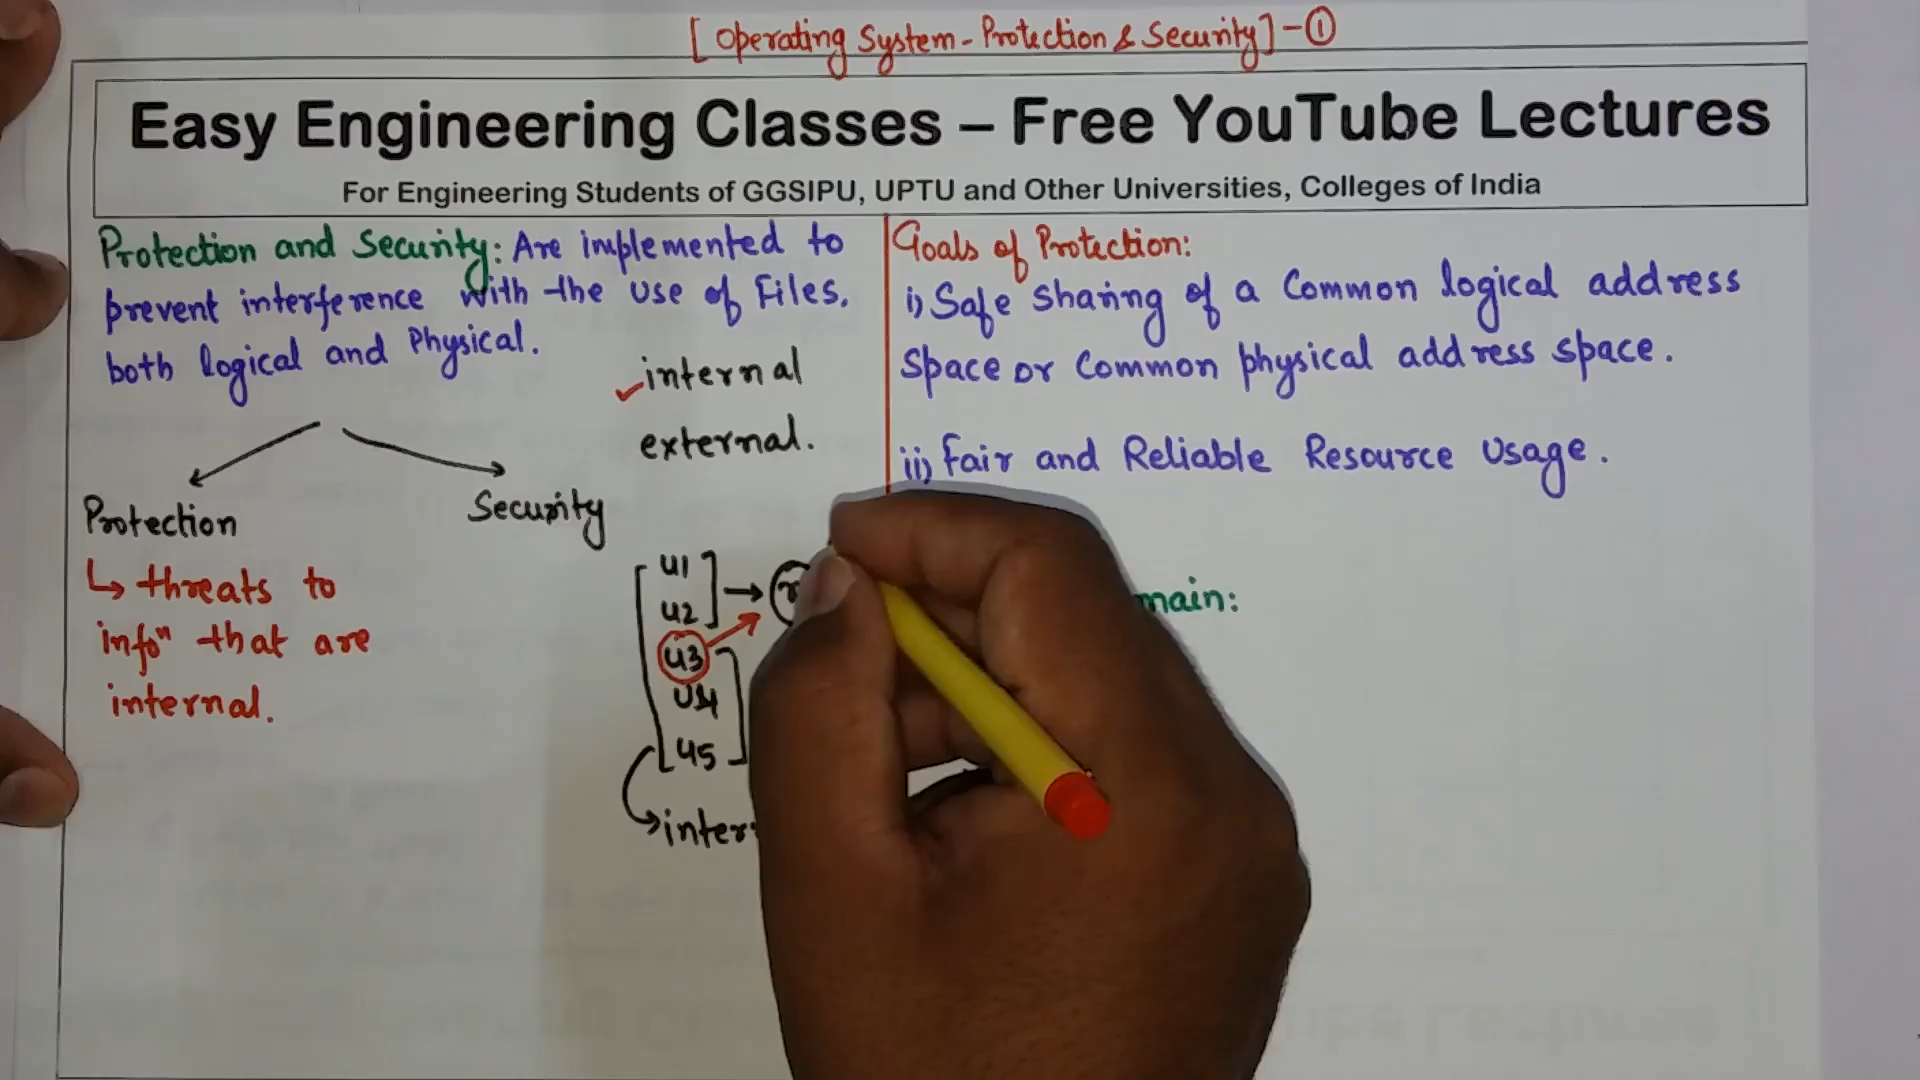 [Operating System - Protection & Security] - ①
Easy Engineering Classes – Free YouTube Lectures
For Engineering Students of GGSIPU, UPTU and Other Universities, Colleges of India
Protection and Security: Are implemented to
prevent interference with the use of Files,
both logical and Physical.
✓internal
external.
Protection
Security
↳ threats to
infoⁿ that are
internal.
u1
u2
u3
u4
u5
Goals of Protection:
i) Safe sharing of a Common logical address
space or Common physical address space.
ii) Fair and Reliable Resource Usage.